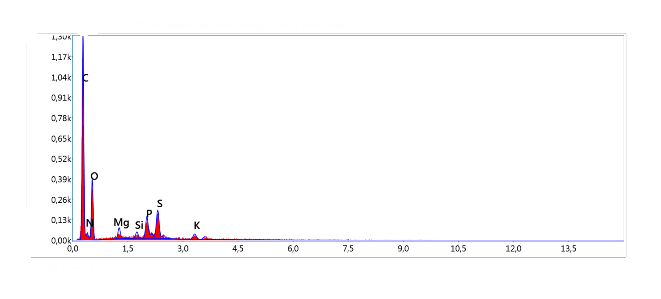 1,30k
1,17k
1,04k
C
0,91k
0,78k
0,65k
0,52k
0,39k
O
0,26k
S
0,13k
N
Mg
Si
P
K
0,00k
0,0
1,5
3,0
4,5
6,0
7,5
9,0
10,5
12,0
13,5